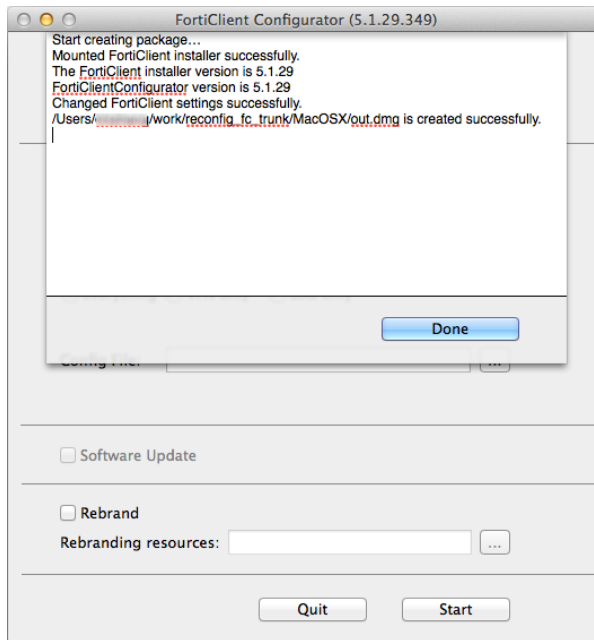 FortiClient Configurator (5.1.29.349)
Start creating package...
Mounted FortiClient installer successfully.
The FortiClient installer version is 5.1.29
FortiClientConfigurator version is 5.1.29
Changed FortiClient settings successfully.
/Users/ /work/reconfig_fc_trunk/MacOSX/out.dmg is created successfully.
Done
Config File:
...
Software Update
Rebrand
Rebranding resources:
...
Quit
Start